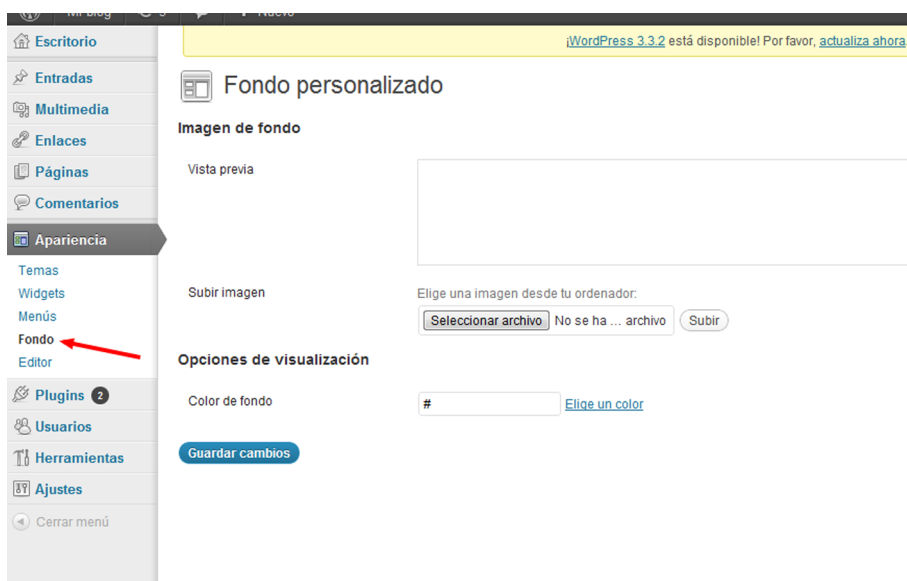 Mi blog
Nuevo
Escritorio
¡WordPress 3.3.2 está disponible! Por favor, actualiza ahora
Entradas
Fondo personalizado
Multimedia
Imagen de fondo
Enlaces
Páginas
Vista previa
Comentarios
Apariencia
Temas
Widgets
Subir imagen
Elige una imagen desde tu ordenador:
Menús
Seleccionar archivo No se ha ... archivo Subir
Fondo
Editor
Opciones de visualización
Plugins 2
Color de fondo
# Elige un color
Usuarios
Guardar cambios
Herramientas
Ajustes
Cerrar menú